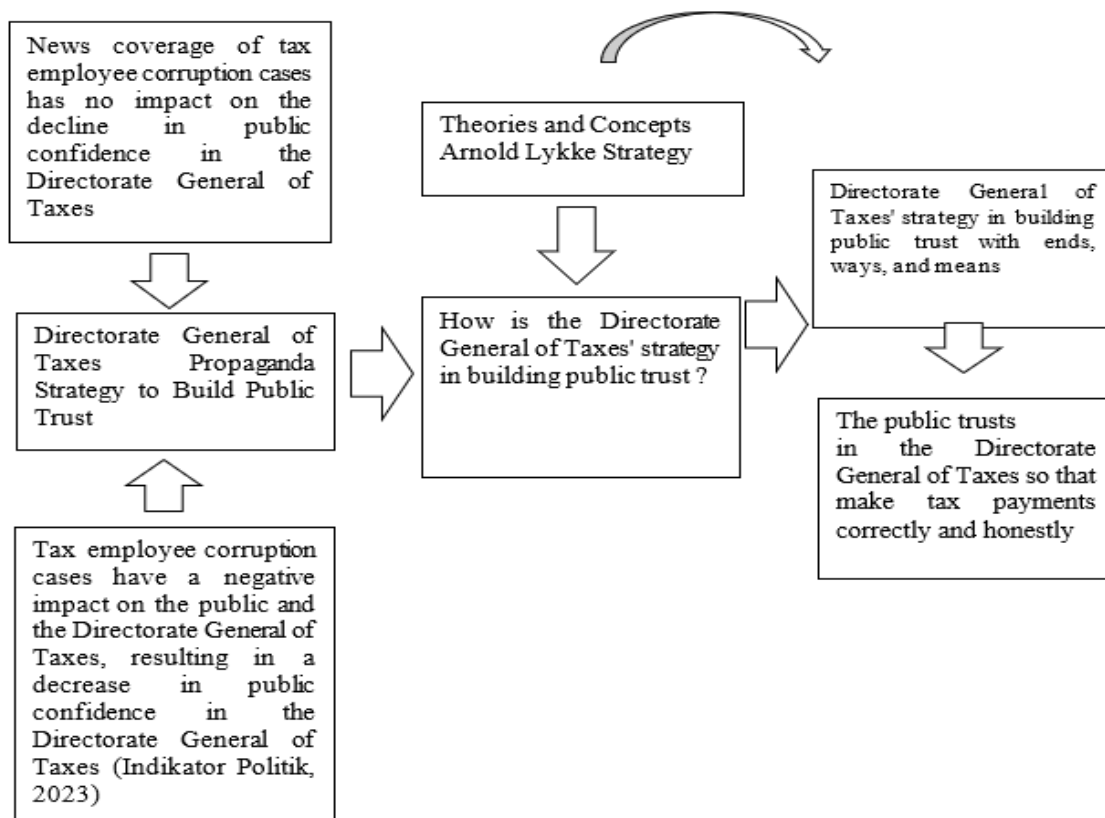 News coverage of tax
employee corruption cases
has no impact on the
decline in public
confidence in the
Directorate General of
Taxes
Directorate General of
Taxes Propaganda
Strategy to Build Public
Trust
Tax employee corruption
cases have a negative
impact on the public and
the Directorate General of
Taxes, resulting in a
decrease in public
confidence in the
Directorate General of
Taxes (Indikator Politik,
2023)
Theories and Concepts
Arnold Lykke Strategy
How is the Directorate
General of Taxes' strategy
in building public trust ?
Directorate General of
Taxes' strategy in building
public trust with ends,
ways, and means
The public trusts
in the Directorate
General of Taxes so that
make tax payments
correctly and honestly